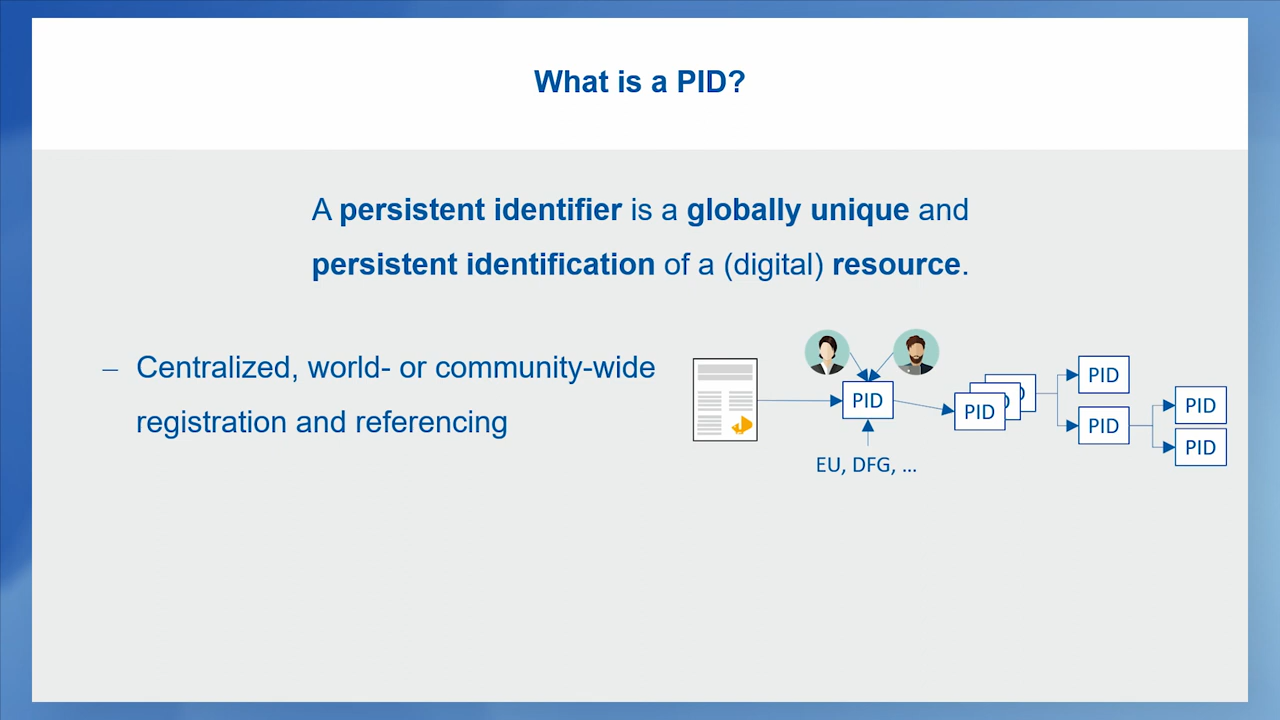 What is a PID?
A persistent identifier is a globally unique and
persistent identification of a (digital) resource.
– Centralized, world- or community-wide
registration and referencing
PID
EU, DFG, ...
PID
PID
PID
PID
PID